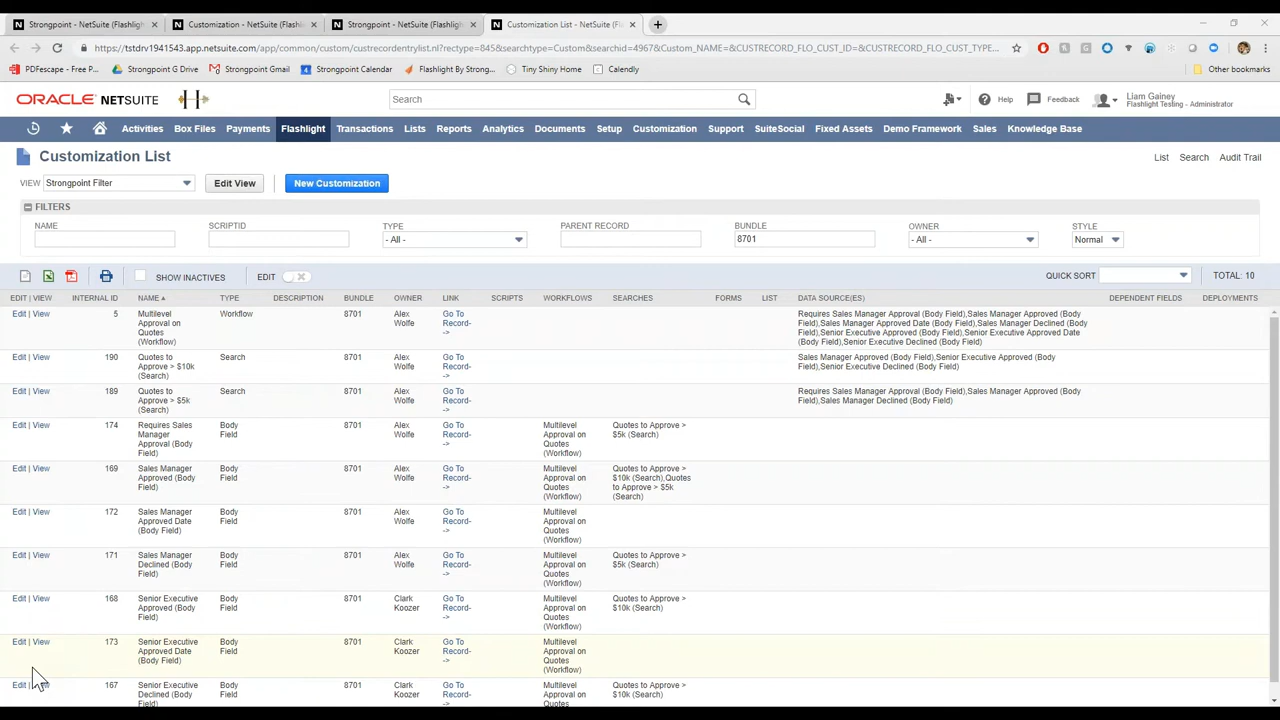 Strongpoint - NetSuite (Flashligh × Customization - NetSuite (Flashlig × Strongpoint - NetSuite (Flashligh × Customization List - NetSuite (Fla ×
https://tstdrv1941543.app.netsuite.com/app/common/custom/custrecordentrylist.nl?rectype=845&searchtype=Custom&searchid=4967&Custom_NAME=&CUSTRECORD_FLO_CUST_ID=&CUSTRECORD_FLO_CUST_TYPE...
PDFescape - Free P... Strongpoint G Drive Strongpoint Gmail Strongpoint Calendar Flashlight By Strong... Tiny Shiny Home Calendly Other bookmarks
ORACLE NETSUITE Search Help Feedback Liam Gainey
Flashlight Testing - Administrator
Activities Box Files Payments Flashlight Transactions Lists Reports Analytics Documents Setup Customization Support SuiteSocial Fixed Assets Demo Framework Sales Knowledge Base
Customization List List Search Audit Trail
VIEW Strongpoint Filter Edit View New Customization
FILTERS
NAME SCRIPTID TYPE PARENT RECORD BUNDLE OWNER STYLE
- All - 8701 - All - Normal
SHOW INACTIVES EDIT QUICK SORT TOTAL: 10
EDIT | VIEW INTERNAL ID NAME TYPE DESCRIPTION BUNDLE OWNER LINK SCRIPTS WORKFLOWS SEARCHES FORMS LIST DATA SOURCE(ES) DEPENDENT FIELDS DEPLOYMENTS
Edit | View 5 Multilevel Workflow 8701 Alex Go To Requires Sales Manager Approval (Body Field),Sales Manager Approved (Body
Approval on Wolfe Record- Field),Sales Manager Approved Date (Body Field),Sales Manager Declined (Body
Quotes -> Field),Senior Executive Approved (Body Field),Senior Executive Approved Date
(Workflow) (Body Field),Senior Executive Declined (Body Field)
Edit | View 190 Quotes to Search 8701 Alex Go To Sales Manager Approved (Body Field),Senior Executive Approved (Body
Approve > $10k Wolfe Record- Field),Senior Executive Declined (Body Field)
(Search) ->
Edit | View 189 Quotes to Search 8701 Alex Go To Requires Sales Manager Approval (Body Field),Sales Manager Approved (Body
Approve > $5k Wolfe Record- Field),Sales Manager Declined (Body Field)
(Search) ->
Edit | View 174 Requires Sales Body 8701 Alex Go To Multilevel Quotes to Approve >
Manager Field Wolfe Record- Approval on $5k (Search)
Approval (Body -> Quotes
Field) (Workflow)
Edit | View 169 Sales Manager Body 8701 Alex Go To Multilevel Quotes to Approve >
Approved (Body Field Wolfe Record- Approval on $10k (Search),Quotes
Field) -> Quotes to Approve > $5k
(Workflow) (Search)
Edit | View 172 Sales Manager Body 8701 Alex Go To Multilevel
Approved Date Field Wolfe Record- Approval on
(Body Field) -> Quotes
(Workflow)
Edit | View 171 Sales Manager Body 8701 Alex Go To Multilevel Quotes to Approve >
Declined (Body Field Wolfe Record- Approval on $5k (Search)
Field) -> Quotes
(Workflow)
Edit | View 168 Senior Executive Body 8701 Clark Go To Multilevel Quotes to Approve >
Approved (Body Field Koozer Record- Approval on $10k (Search)
Field) -> Quotes
(Workflow)
Edit | View 173 Senior Executive Body 8701 Clark Go To Multilevel
Approved Date Field Koozer Record- Approval on
(Body Field) -> Quotes
(Workflow)
Edit | View 167 Senior Executive Body 8701 Clark Go To Multilevel Quotes to Approve >
Declined (Body Field Koozer Record- Approval on $10k (Search)
Field) -> Quotes